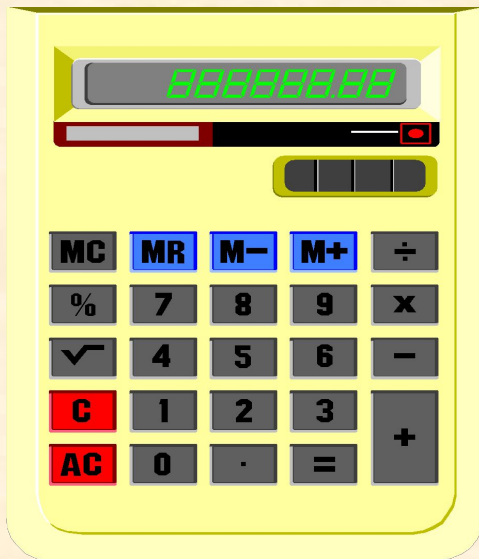 888888.88
MC MR M− M+ ÷
% 7 8 9 x
√ 4 5 6 −
C 1 2 3
+
AC 0 . =